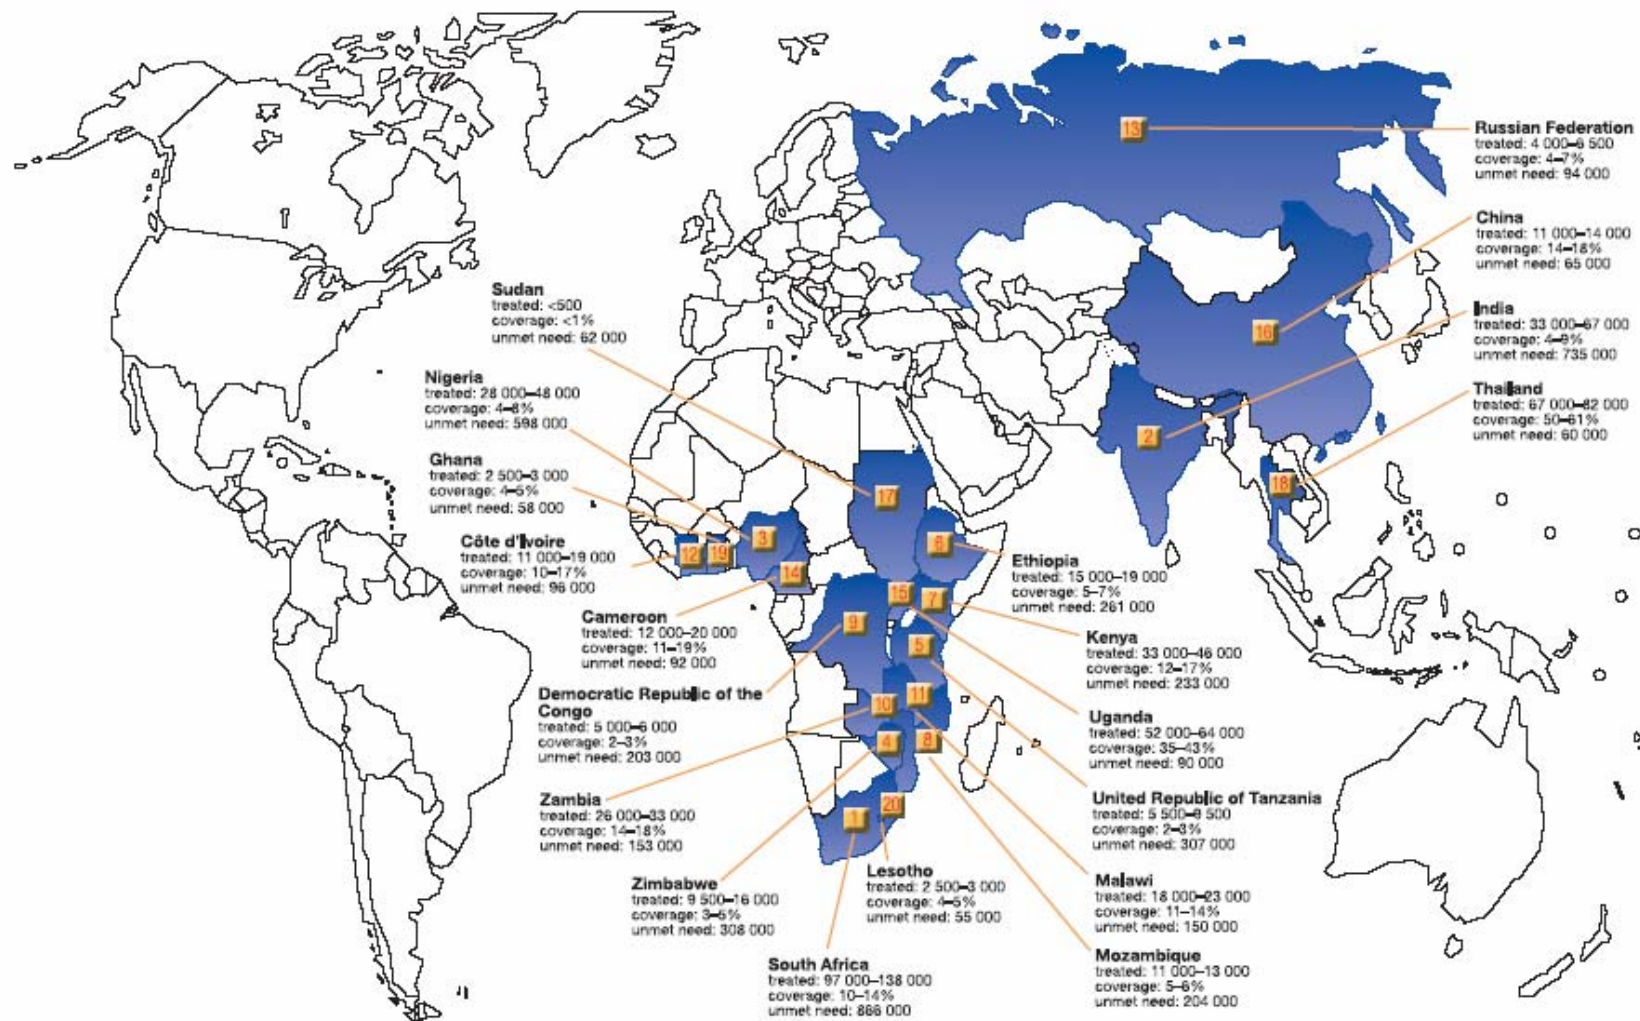 13
Russian Federation
treated: 4 000–6 500
coverage: 4–7%
unmet need: 94 000
China
treated: 11 000–14 000
coverage: 14–18%
unmet need: 65 000
16
India
treated: 33 000–67 000
coverage: 4–9%
unmet need: 735 000
Thailand
treated: 67 000–82 000
coverage: 50–61%
unmet need: 60 000
2
18
Sudan
treated: <500
coverage: <1%
unmet need: 62 000
17
Nigeria
treated: 28 000–48 000
coverage: 4–8%
unmet need: 598 000
3
Ghana
treated: 2 500–3 000
coverage: 4–5%
unmet need: 58 000
12
19
Côte d'Ivoire
treated: 11 000–19 000
coverage: 10–17%
unmet need: 96 000
14
6
Ethiopia
treated: 15 000–19 000
coverage: 5–7%
unmet need: 261 000
15
7
Cameroon
treated: 12 000–20 000
coverage: 11–19%
unmet need: 92 000
9
5
Kenya
treated: 33 000–46 000
coverage: 12–17%
unmet need: 233 000
Democratic Republic of the
Congo
treated: 5 000–6 000
coverage: 2–3%
unmet need: 203 000
10
11
4
8
Uganda
treated: 52 000–64 000
coverage: 35–43%
unmet need: 90 000
Zambia
treated: 26 000–33 000
coverage: 14–18%
unmet need: 153 000
1
20
United Republic of Tanzania
treated: 5 500–8 500
coverage: 2–3%
unmet need: 307 000
Zimbabwe
treated: 9 500–16 000
coverage: 3–5%
unmet need: 308 000
Lesotho
treated: 2 500–3 000
coverage: 4–5%
unmet need: 55 000
Malawi
treated: 18 000–23 000
coverage: 11–14%
unmet need: 150 000
South Africa
treated: 97 000–138 000
coverage: 10–14%
unmet need: 866 000
Mozambique
treated: 11 000–13 000
coverage: 5–6%
unmet need: 204 000